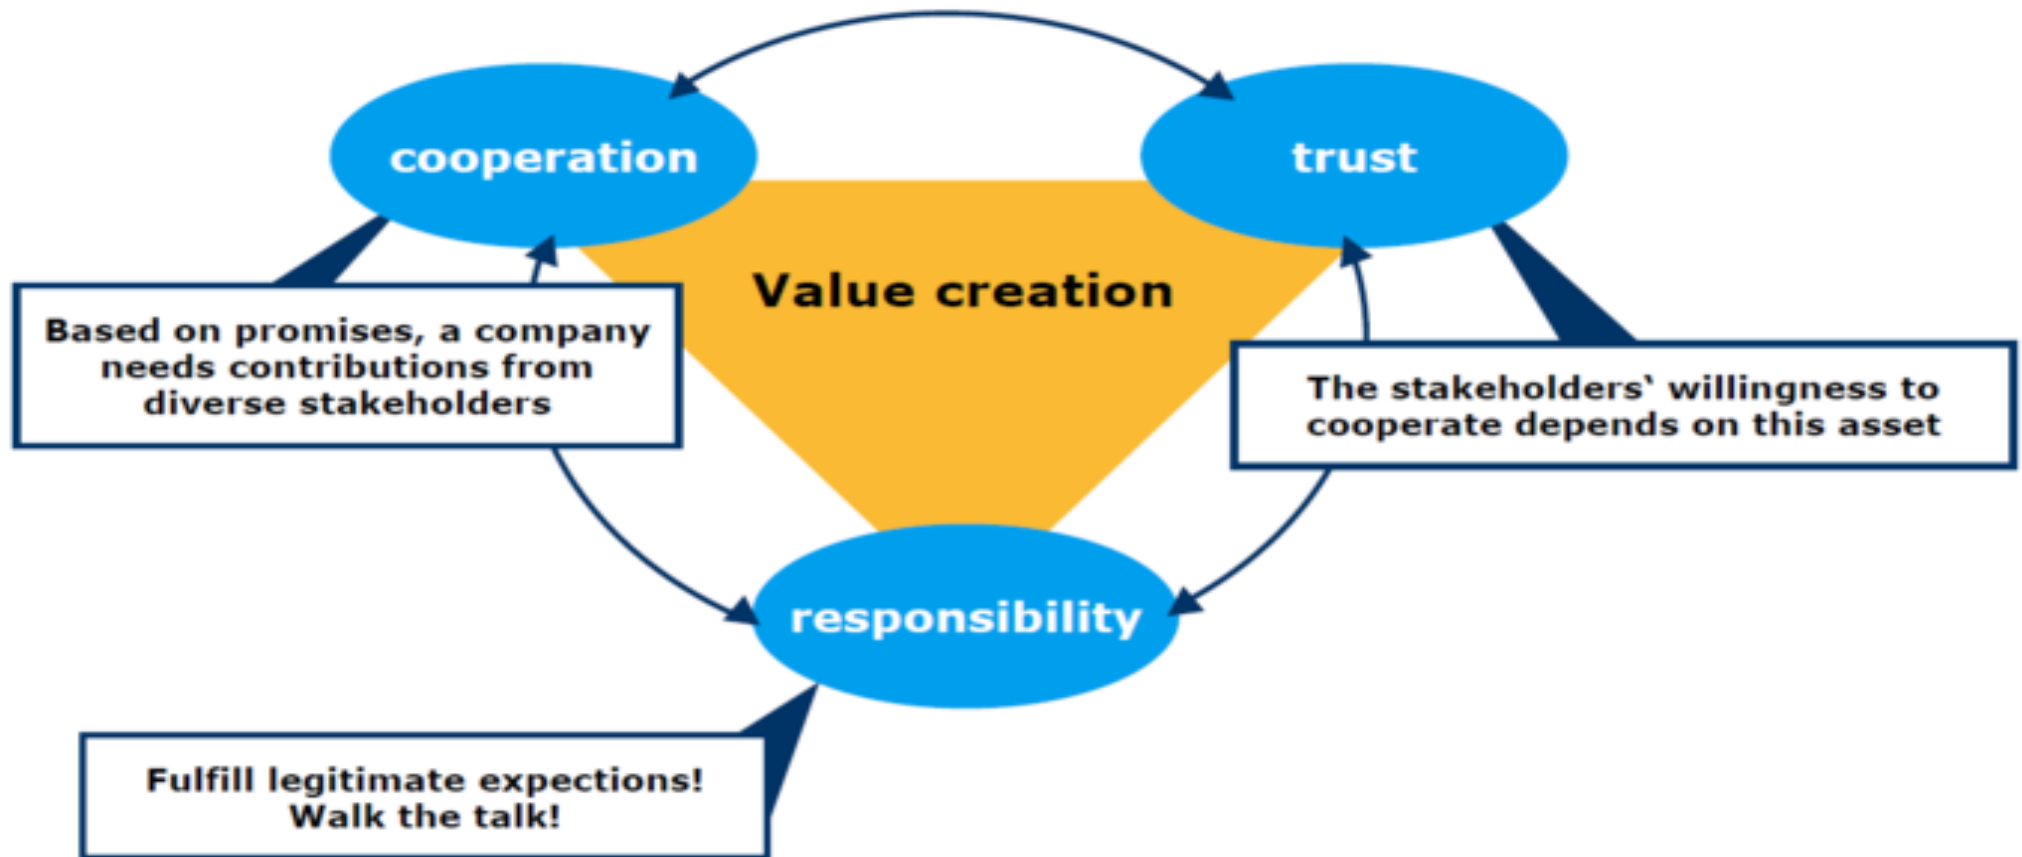 cooperation
trust
Value creation
Based on promises, a company
needs contributions from
diverse stakeholders
The stakeholders‘ willingness to
cooperate depends on this asset
responsibility
Fulfill legitimate expections!
Walk the talk!